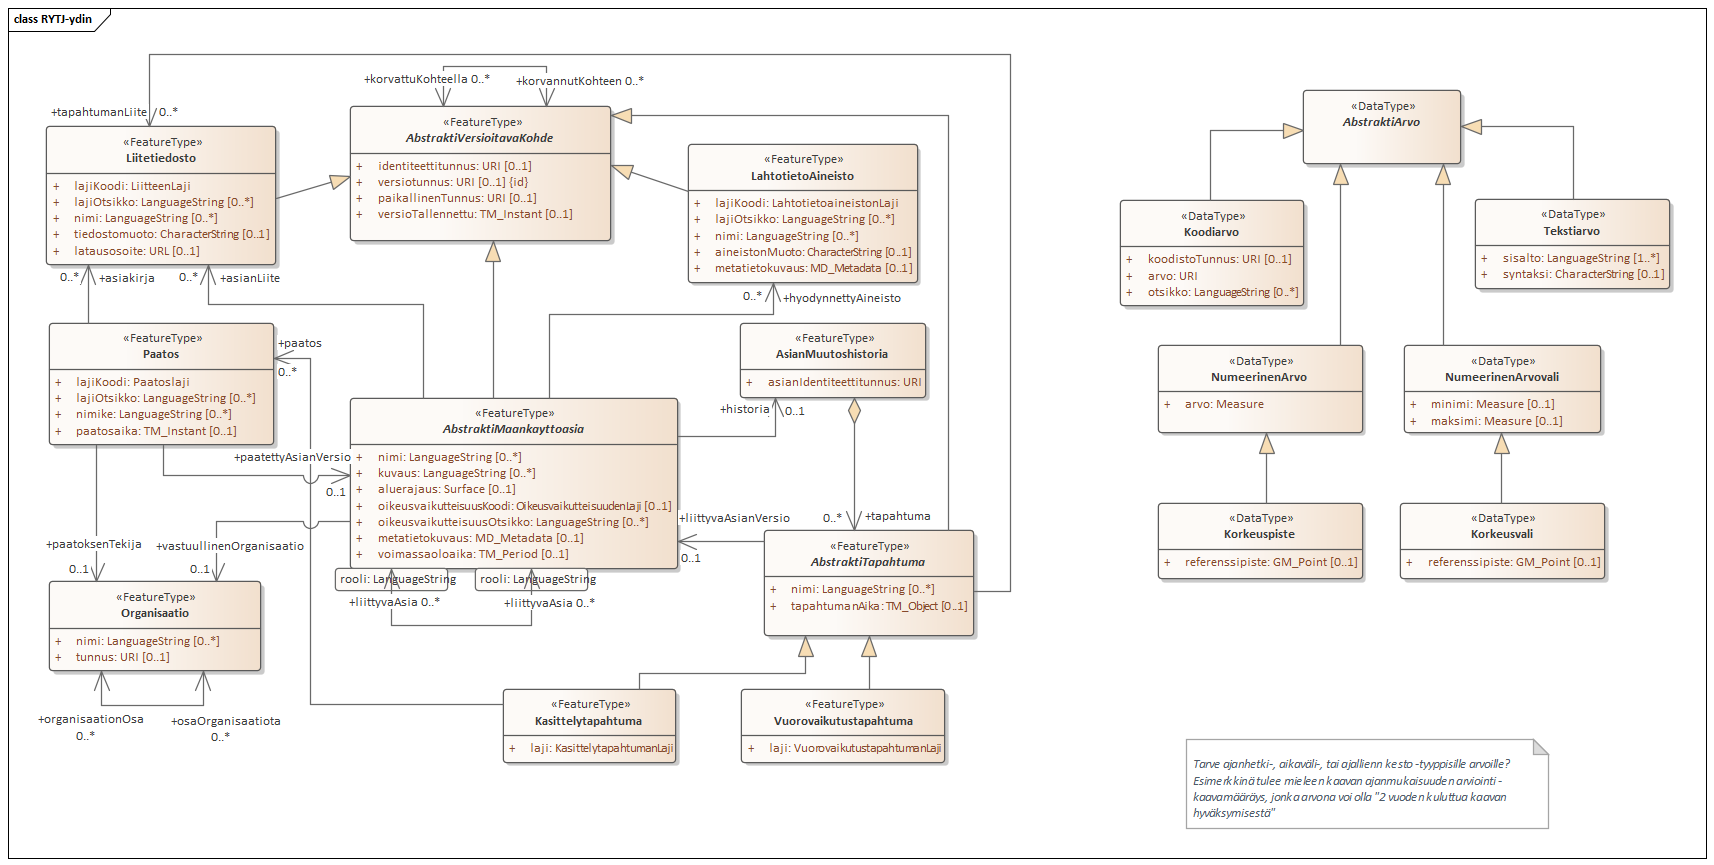 class RYTJ-ydin
+korvattuKohteella 0..*
+korvannutKohteen 0..*
+tapahtumanLiite
0..*
«FeatureType»
Liitetiedosto
+ lajiKoodi: LiitteenLaji
+ lajiOtsikko: LanguageString [0..*]
+ nimi: LanguageString [0..*]
+ tiedostomuoto: CharacterString [0..1]
+ latausosoite: URL [0..1]
«FeatureType»
AbstraktiVersioitavaKohde
+ identiteettitunnus: URI [0..1]
+ versiotunnus: URI [0..1] {id}
+ paikallinenTunnus: URI [0..1]
+ versioTallennettu: TM_Instant [0..1]
«FeatureType»
LahtotietoAineisto
+ lajiKoodi: LahtotietoaineistonLaji
+ lajiOtsikko: LanguageString [0..*]
+ nimi: LanguageString [0..*]
+ aineistonMuoto: CharacterString [0..1]
+ metatietokuvaus: MD_Metadata [0..1]
0..*
+asiakirja
0..*
+asianLiite
0..*
+hyodynnettyAineisto
«FeatureType»
Paatos
+ lajiKoodi: Paatoslaji
+ lajiOtsikko: LanguageString [0..*]
+ nimike: LanguageString [0..*]
+ paatosaika: TM_Instant [0..1]
+paatos
0..*
«FeatureType»
AsianMuutoshistoria
+ asianIdentiteettitunnus: URI
+historia
0..1
«FeatureType»
AbstraktiMaankayttoasia
+ nimi: LanguageString [0..*]
+ kuvaus: LanguageString [0..*]
+ aluerajaus: Surface [0..1]
+ oikeusvaikutteisuusKoodi: OikeusvaikutteisuudenLaji [0..1]
+ oikeusvaikutteisuusOtsikko: LanguageString [0..*]
+ metatietokuvaus: MD_Metadata [0..1]
+ voimassaoloaika: TM_Period [0..1]
+paatettyAsianVersio
0..1
+paatoksenTekija
0..1
+vastuullinenOrganisaatio
0..1
rooli: LanguageString
rooli: LanguageString
+liittyvaAsia 0..*
+liittyvaAsia 0..*
+liittyvaAsianVersio
0..1
0..*
+tapahtuma
«FeatureType»
AbstraktiTapahtuma
+ nimi: LanguageString [0..*]
+ tapahtumanAika: TM_Object [0..1]
«FeatureType»
Organisaatio
+ nimi: LanguageString [0..*]
+ tunnus: URI [0..1]
+organisaationOsa
0..*
+osaOrganisaatiota
0..*
«FeatureType»
Kasittelytapahtuma
+ laji: KasittelytapahtumanLaji
«FeatureType»
Vuorovaikutustapahtuma
+ laji: VuorovaikutustapahtumanLaji
«DataType»
AbstraktiArvo
«DataType»
Koodiarvo
+ koodistoTunnus: URI [0..1]
+ arvo: URI
+ otsikko: LanguageString [0..*]
«DataType»
Tekstiarvo
+ sisalto: LanguageString [1..*]
+ syntaksi: CharacterString [0..1]
«DataType»
NumeerinenArvo
+ arvo: Measure
«DataType»
NumeerinenArvovali
+ minimi: Measure [0..1]
+ maksimi: Measure [0..1]
«DataType»
Korkeuspiste
+ referenssipiste: GM_Point [0..1]
«DataType»
Korkeusvali
+ referenssipiste: GM_Point [0..1]
Tarve ajanhetki-, aikaväli-, tai ajallienn kesto -tyyppisille arvoille?
Esimerkkinä tulee mieleen kaavan ajanmukaisuuden arviointi -
kaavamääräys, jonka arvona voi olla "2 vuoden kuluttua kaavan
hyväksymisestä"